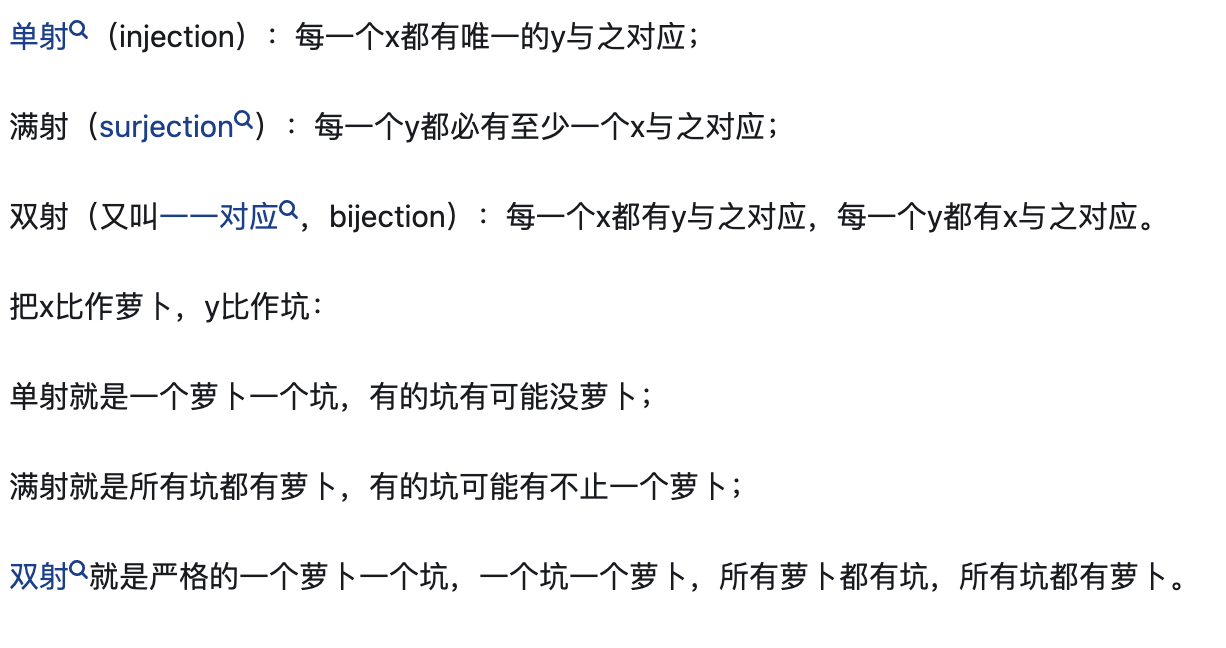 单射（injection）：每一个x都有唯一的y与之对应；
满射（surjection）：每一个y都必有至少一个x与之对应；
双射（又叫一一对应，bijection）：每一个x都有y与之对应，每一个y都有x与之对应。
把x比作萝卜，y比作坑：
单射就是一个萝卜一个坑，有的坑有可能没萝卜；
满射就是所有坑都有萝卜，有的坑可能有不止一个萝卜；
双射就是严格的一个萝卜一个坑，一个坑一个萝卜，所有萝卜都有坑，所有坑都有萝卜。